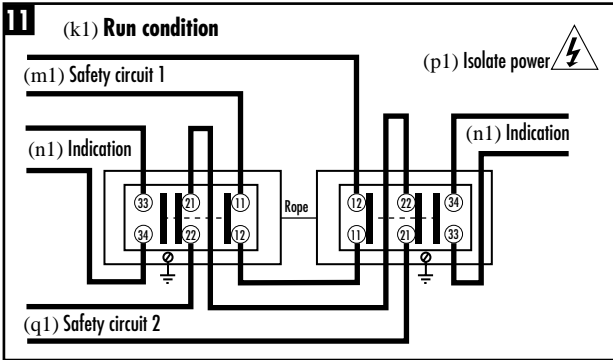 11
(k1) Run condition
(m1) Safety circuit 1
(p1) Isolate power
(n1) Indication
(n1) Indication
33 21 11
Rope
12 22 34
34 22 12
11 21 33
(q1) Safety circuit 2